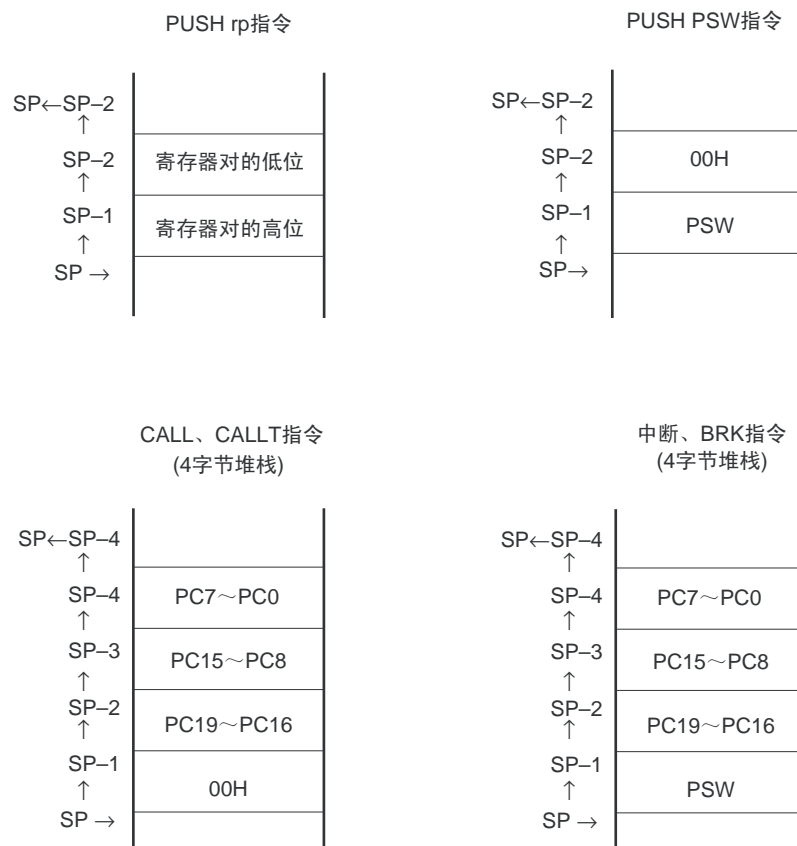 PUSH rp指令
SP←SP–2
↑
SP–2
寄存器对的低位
↑
SP–1
寄存器对的高位
↑
SP →
PUSH PSW指令
SP←SP–2
↑
SP–2
00H
↑
SP–1
PSW
↑
SP→
CALL、CALLT指令
(4字节堆栈)
SP←SP–4
↑
SP–4
PC7～PC0
↑
SP–3
PC15～PC8
↑
SP–2
PC19～PC16
↑
SP–1
00H
↑
SP →
中断、BRK指令
(4字节堆栈)
SP←SP–4
↑
SP–4
PC7～PC0
↑
SP–3
PC15～PC8
↑
SP–2
PC19～PC16
↑
SP–1
PSW
↑
SP →